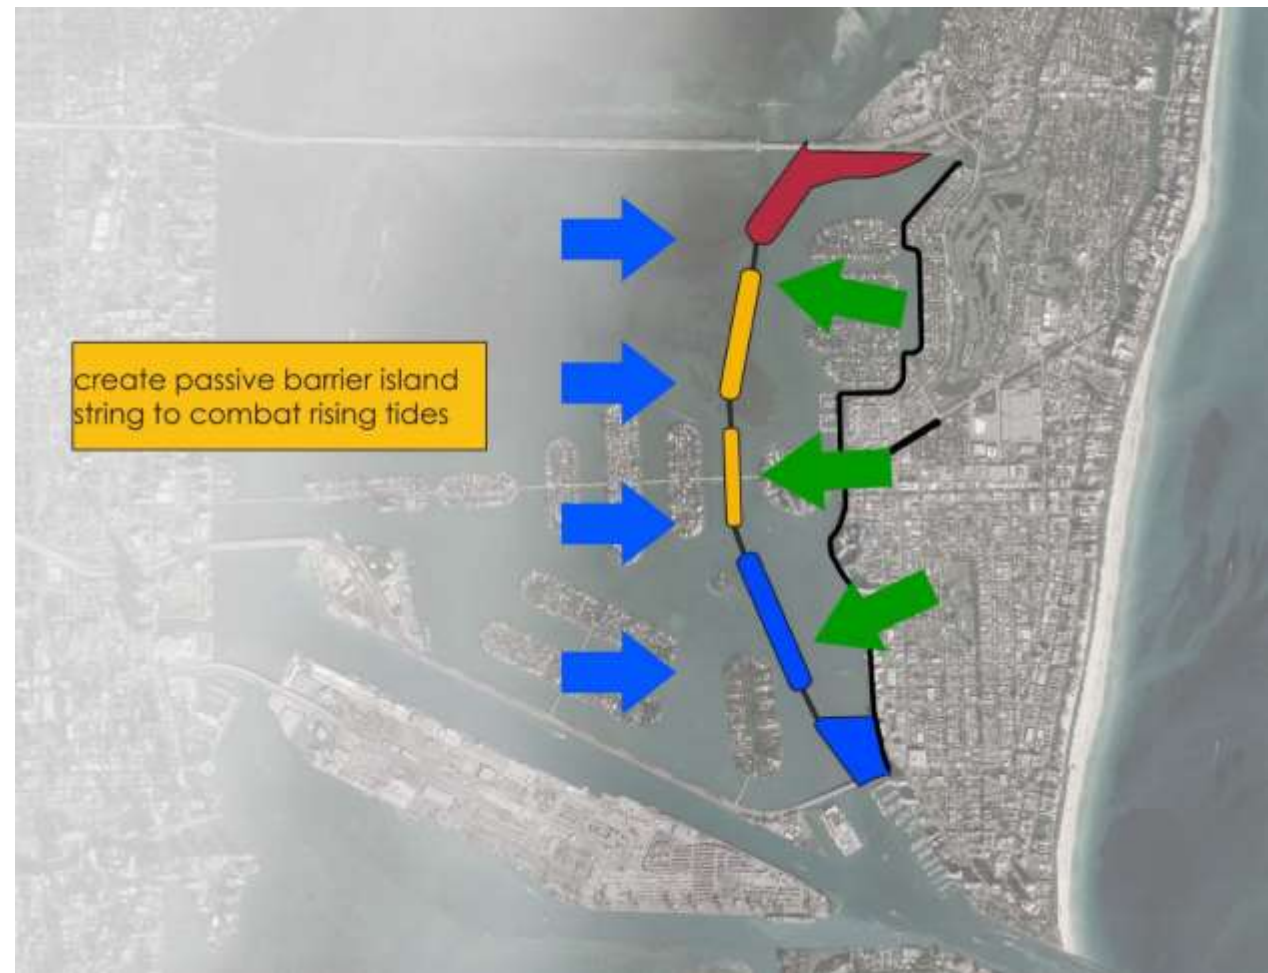 create passive barrier island
string to combat rising tides